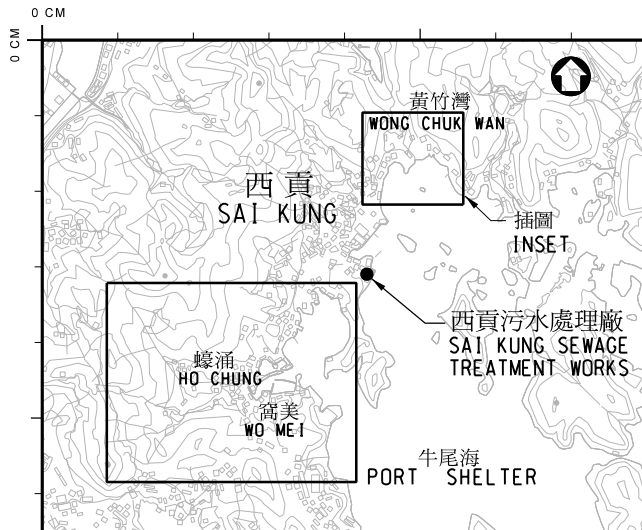 0 CM
0 CM
黃竹灣
WONG CHUK WAN
西貢
SAI KUNG
插圖
INSET
西貢污水處理廠
SAI KUNG SEWAGE
TREATMENT WORKS
蠔涌
HO CHUNG
窩美
WO MEI
牛尾海
PORT SHELTER